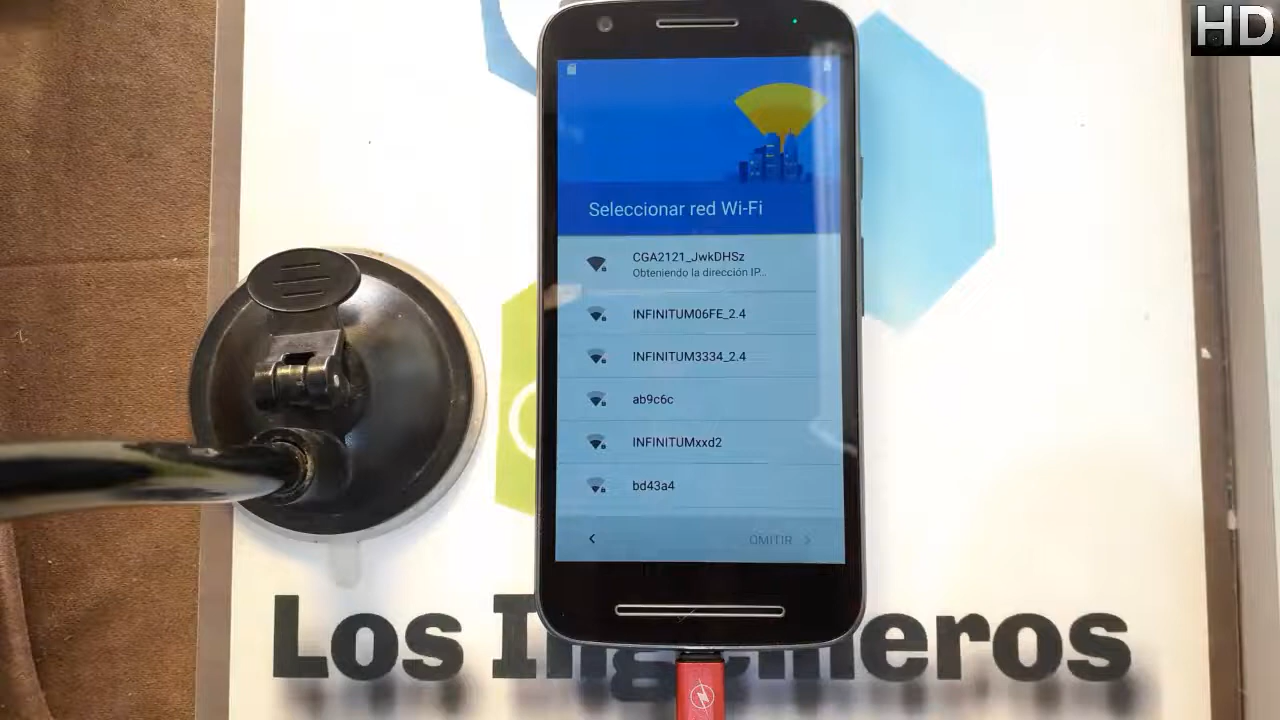 HD
Seleccionar red Wi-Fi
CGA2121_JwkDHSz
Obteniendo la dirección IP...
INFINITUM06FE_2.4
INFINITUM3334_2.4
ab9c6c
INFINITUMxxd2
bd43a4
OMITIR
Los Ingenieros